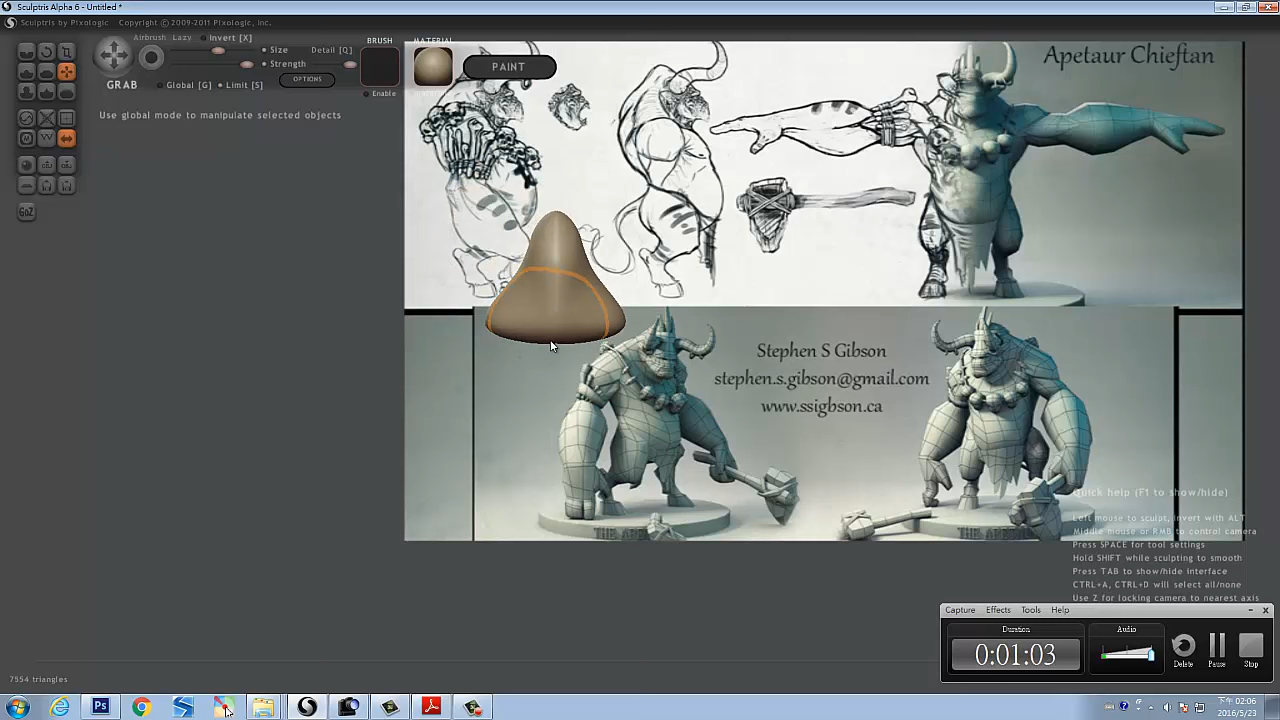 Sculptris Alpha 6 - Untitled *
Sculptris by Pixologic Copyright © 2009-2011 Pixologic, Inc.
Airbrush Lazy Invert [X]
Size Detail [Q]
Strength
GRAB Global [G] Limit [S] OPTIONS
BRUSH
Enable
MATERIAL
PAINT
Use global mode to manipulate selected objects
GoZ
Apetaur Chieftan
Stephen S Gibson
stephen.s.gibson@gmail.com
www.ssigbson.ca
Quick help (F1 to show/hide)
Left mouse to sculpt, invert with ALT
Middle mouse or RMB to control camera
Press SPACE for tool settings
Hold SHIFT while sculpting to smooth
Press TAB to show/hide interface
CTRL+A, CTRL+D will select all/none
Use Z for locking camera to nearest axis
Capture Effects Tools Help
Duration Audio
0:01:03
Delete Pause Stop
7554 triangles
Ps
下午 02:06
2016/5/23